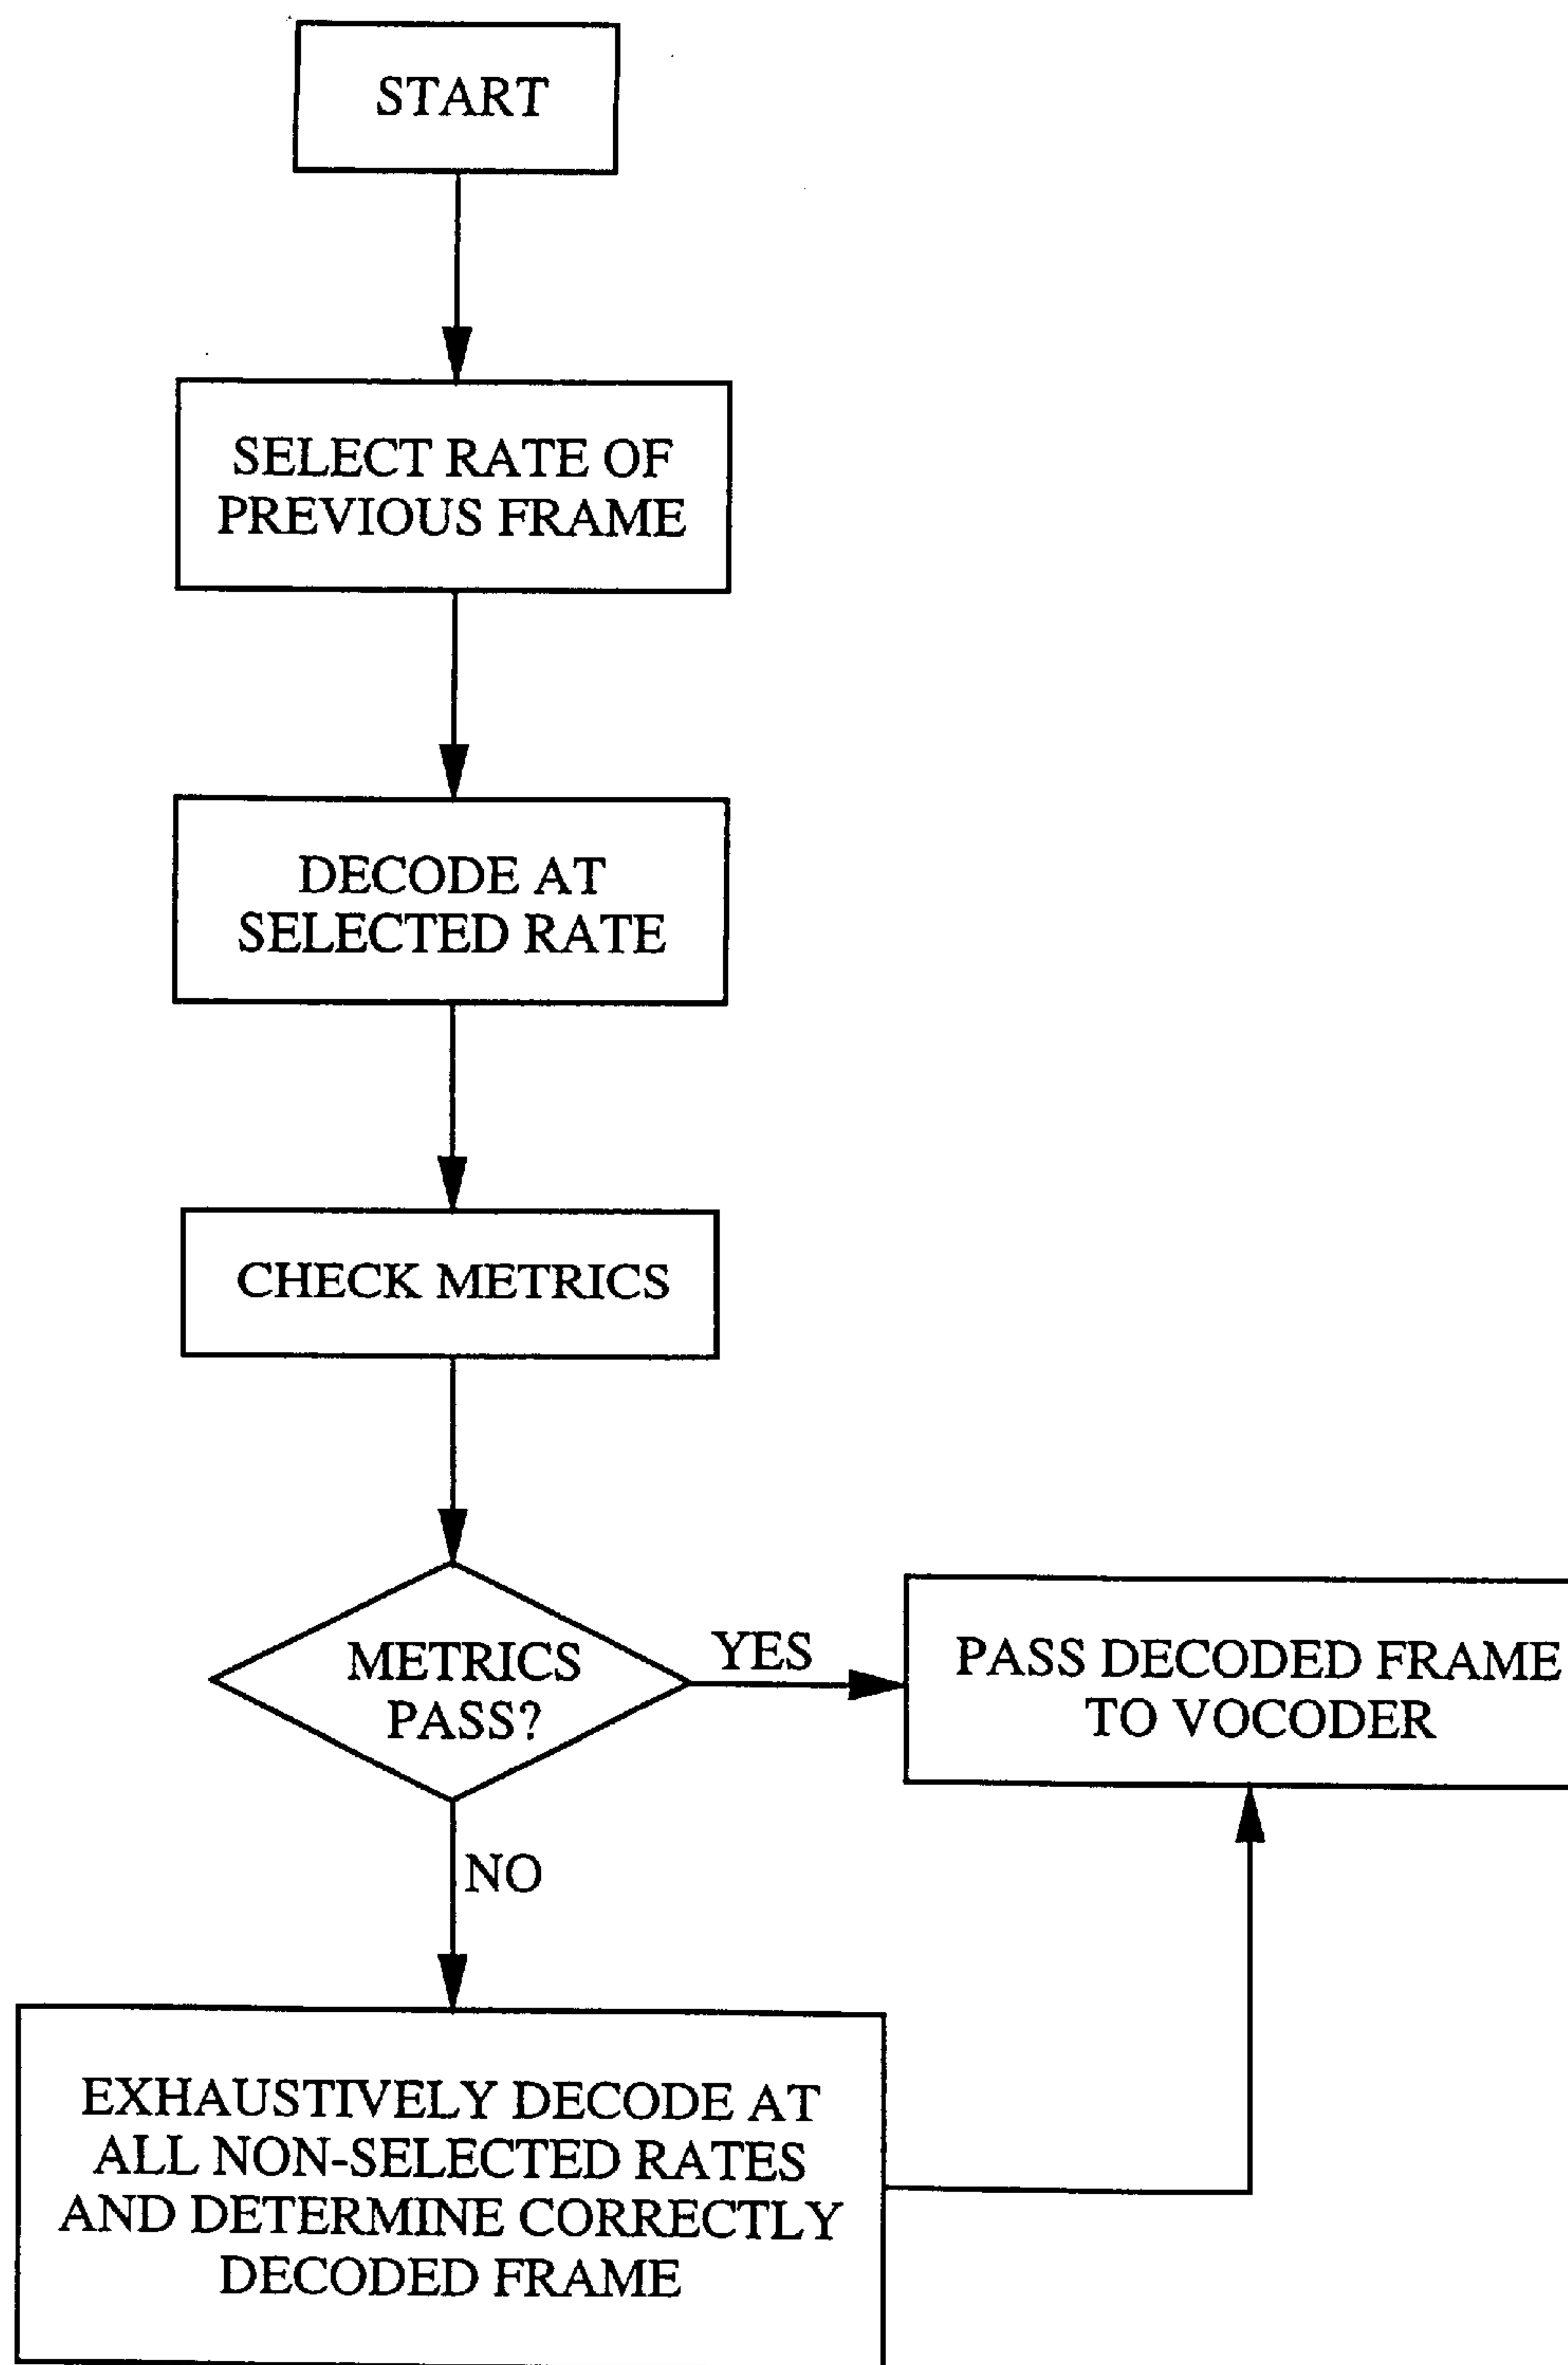 START
SELECT RATE OF
PREVIOUS FRAME
DECODE AT
SELECTED RATE
CHECK METRICS
METRICS
PASS?
YES
PASS DECODED FRAME
TO VOCODER
NO
EXHAUSTIVELY DECODE AT
ALL NON-SELECTED RATES
AND DETERMINE CORRECTLY
DECODED FRAME